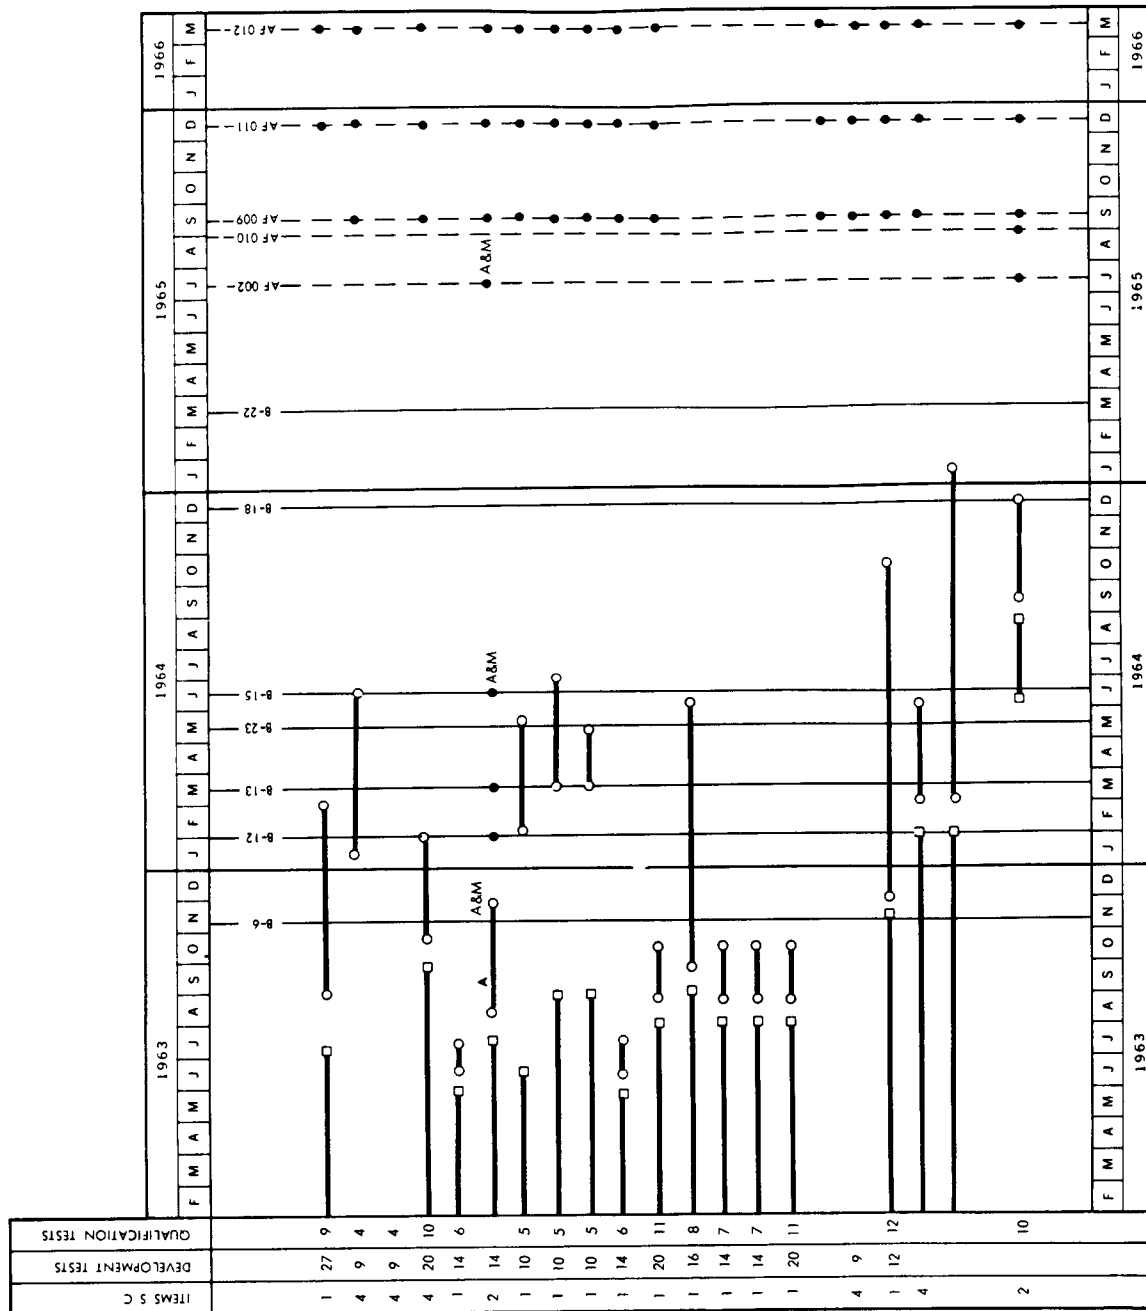 1963 1964 1965 1966
F M A M J J A S O N D J F M A M J J A S O N D J F M A M J J A S O N D J F M
ITEMS S C DEVELOPMENT TESTS QUALIFICATION TESTS
B-6 B-12 B-13 B-23 B-15 B-18 B-22 AF 002 AF 010 AF 009 AF 011 AF 012
1 27 9
4 9 4
4 9 4
4 20 10
1 14 6
2 14 A A&M A&M A&M
1 10 5
1 10 5
1 10 5
1 14 6
1 20 11
1 16 8
1 14 7
1 14 7
1 20 11
4 9
1 12 12
4
2 10
F M A M J J A S O N D J F M A M J J A S O N D J F M A M J J A S O N D J F M
1963 1964 1965 1966